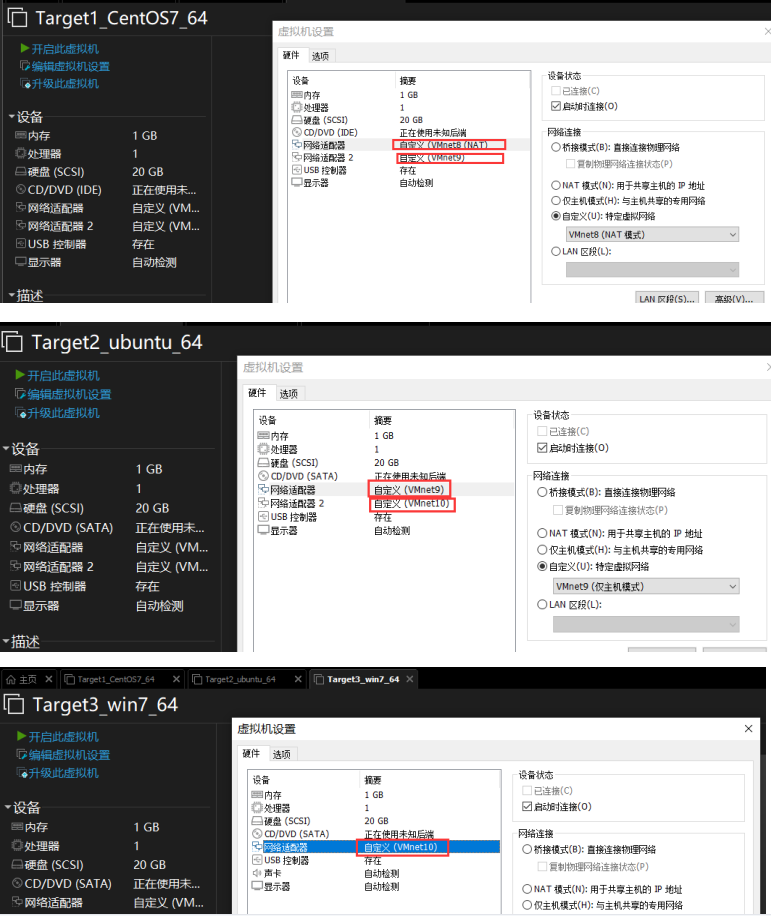 Target1_CentOS7_64
开启此虚拟机
编辑虚拟机设置
升级此虚拟机
设备
内存 1 GB
处理器 1
硬盘 (SCSI) 20 GB
CD/DVD (IDE) 正在使用未...
网络适配器 自定义 (VM...
网络适配器 2 自定义 (VM...
USB 控制器 存在
显示器 自动检测
描述
虚拟机设置
硬件 选项
设备 摘要
内存 1 GB
处理器 1
硬盘 (SCSI) 20 GB
CD/DVD (IDE) 正在使用未知后端
网络适配器 自定义 (VMnet8 (NAT)
网络适配器 2 自定义 (VMnet9)
USB 控制器 存在
显示器 自动检测
设备状态
已连接(C)
启动时连接(O)
网络连接
桥接模式(B): 直接连接物理网络
复制物理网络连接状态(P)
NAT 模式(N): 用于共享主机的 IP 地址
仅主机模式(H): 与主机共享的专用网络
自定义(U): 特定虚拟网络
VMnet8 (NAT 模式)
LAN 区段(L):
LAN 区段(S)... 高级(V)...
Target2_ubuntu_64
开启此虚拟机
编辑虚拟机设置
升级此虚拟机
设备
内存 1 GB
处理器 1
硬盘 (SCSI) 20 GB
CD/DVD (SATA) 正在使用未...
网络适配器 自定义 (VM...
网络适配器 2 自定义 (VM...
USB 控制器 存在
显示器 自动检测
描述
虚拟机设置
硬件 选项
设备 摘要
内存 1 GB
处理器 1
硬盘 (SCSI) 20 GB
CD/DVD (SATA) 正在使用未知后端
网络适配器 自定义 (VMnet9)
网络适配器 2 自定义 (VMnet10)
USB 控制器 存在
显示器 自动检测
设备状态
已连接(C)
启动时连接(O)
网络连接
桥接模式(B): 直接连接物理网络
复制物理网络连接状态(P)
NAT 模式(N): 用于共享主机的 IP 地址
仅主机模式(H): 与主机共享的专用网络
自定义(U): 特定虚拟网络
VMnet9 (仅主机模式)
LAN 区段(L):
主页 Target1_CentOS7_64 Target2_ubuntu_64 Target3_win7_64
Target3_win7_64
开启此虚拟机
编辑虚拟机设置
升级此虚拟机
设备
内存 1 GB
处理器 1
硬盘 (SCSI) 20 GB
CD/DVD (SATA) 正在使用未...
网络适配器 自定义 (VM...
虚拟机设置
硬件 选项
设备 摘要
内存 1 GB
处理器 1
硬盘 (SCSI) 20 GB
CD/DVD (SATA) 正在使用未知后端
网络适配器 自定义 (VMnet10)
USB 控制器 存在
声卡 自动检测
显示器 自动检测
设备状态
已连接(C)
启动时连接(O)
网络连接
桥接模式(B): 直接连接物理网络
复制物理网络连接状态(P)
NAT 模式(N): 用于共享主机的 IP 地址
仅主机模式(H): 与主机共享的专用网络